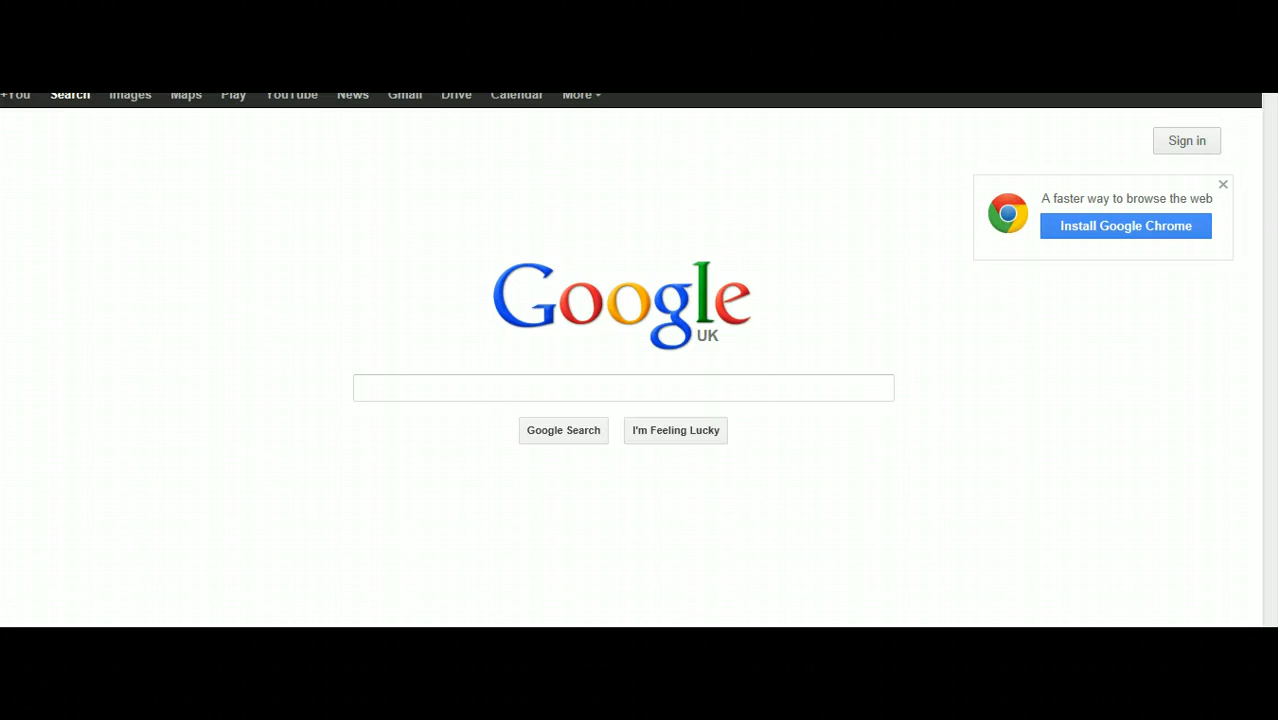 +You Search Images Maps Play YouTube News Gmail Drive Calendar More
Sign in
A faster way to browse the web
Install Google Chrome
Google
UK
Google Search I'm Feeling Lucky